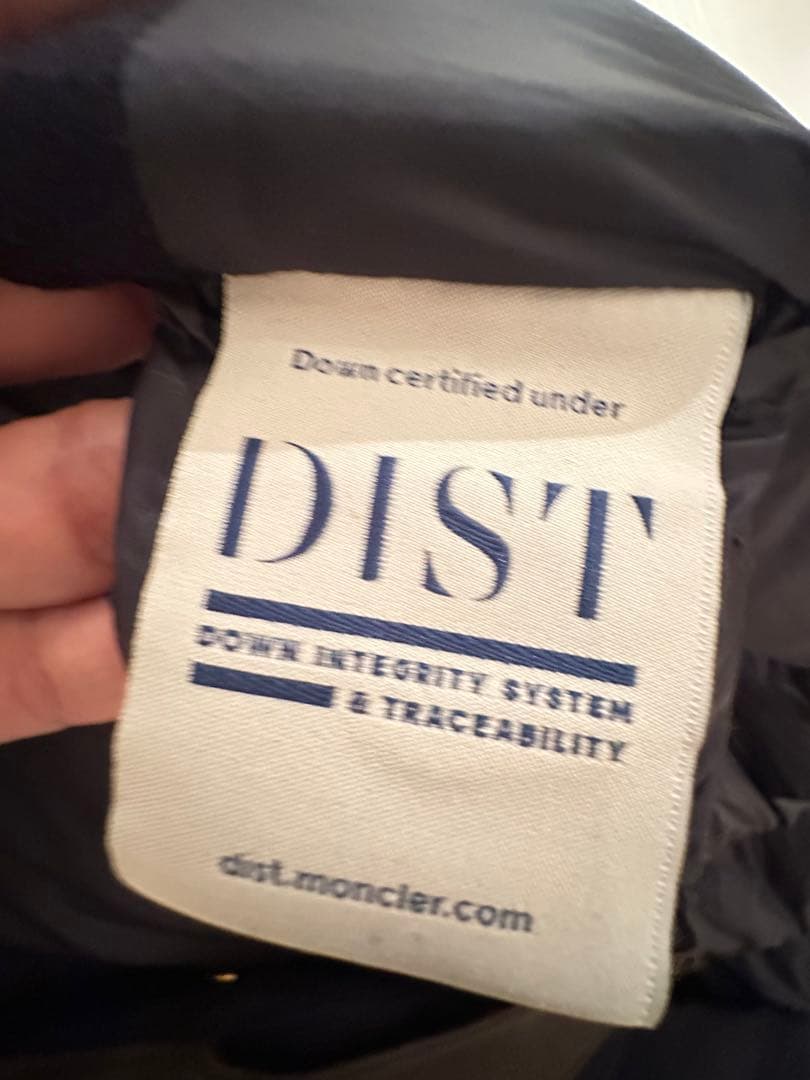 Down certified under
DIST
DOWN INTEGRITY SYSTEM
& TRACEABILITY
dist.moncler.com